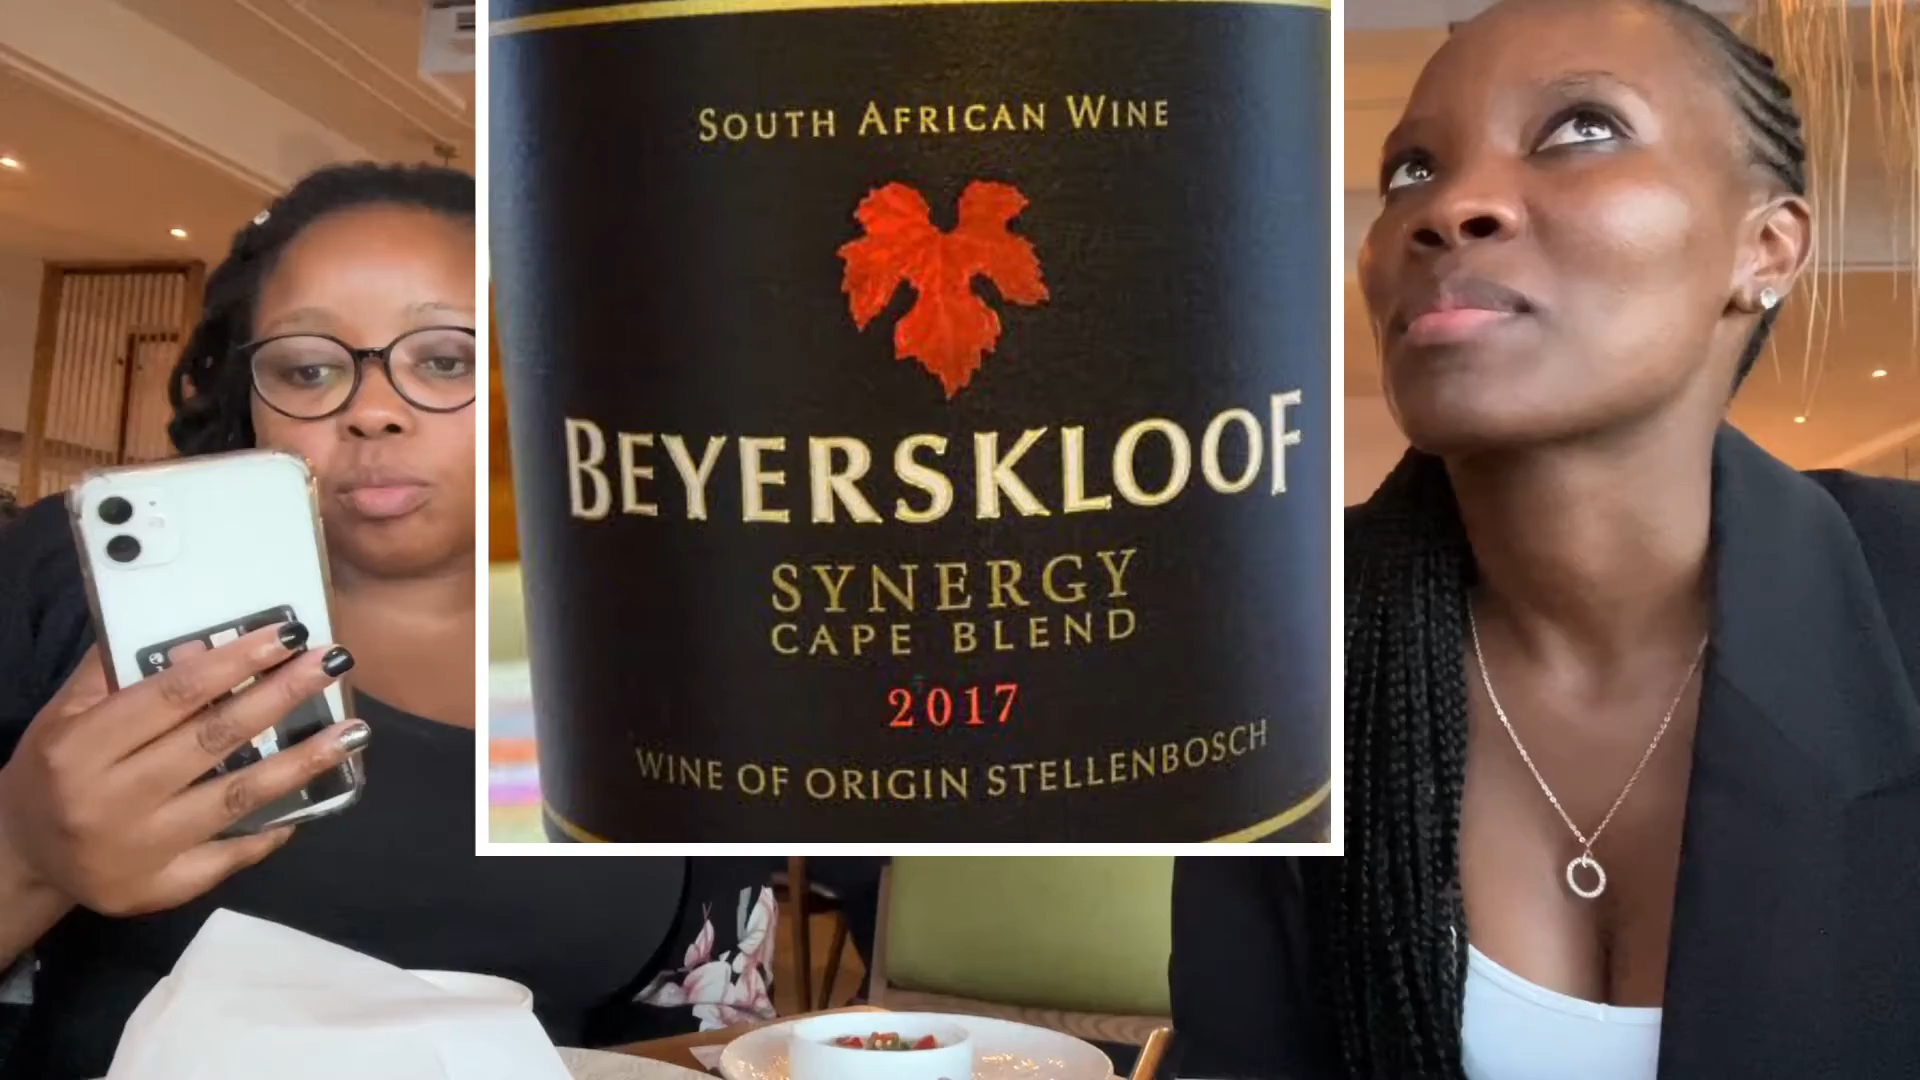 SOUTH AFRICAN WINE
BEYERSKLOOF
SYNERGY
CAPE BLEND
2017
WINE OF ORIGIN STELLENBOSCH